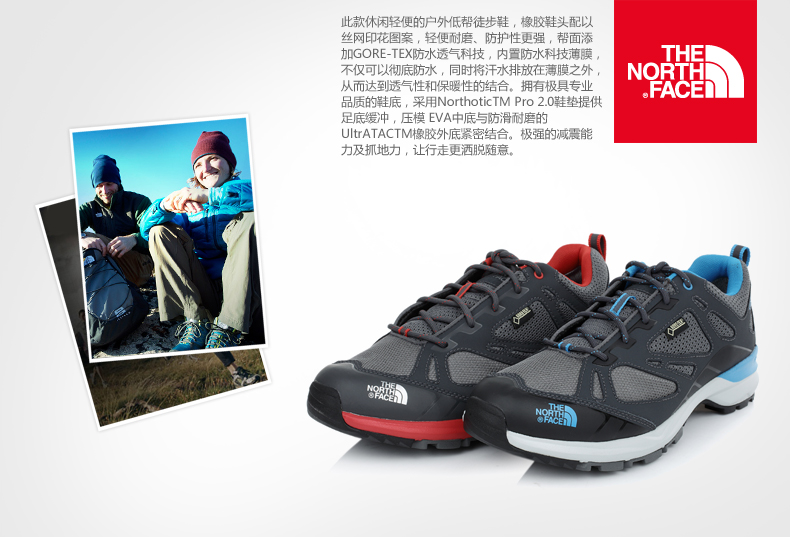 此款休闲轻便的户外低帮徒步鞋，橡胶鞋头配以
丝网印花图案，轻便耐磨、防护性更强，帮面添
加GORE-TEX防水透气科技，内置防水科技薄膜，
不仅可以彻底防水，同时将汗水排放在薄膜之外，
从而达到透气性和保暖性的结合。拥有极具专业
品质的鞋底，采用NorthoticTM Pro 2.0鞋垫提供
足底缓冲，压模 EVA中底与防滑耐磨的
UltrATACTM橡胶外底紧密结合。极强的减震能
力及抓地力，让行走更洒脱随意。
THE
NORTH
FACE®
THE
NORTH
FACE
THE
NORTH
FACE